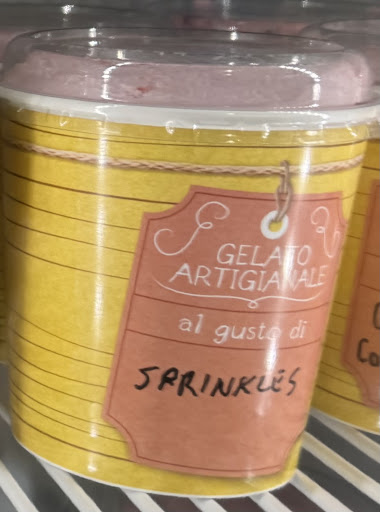 GELATO
ARTIGIANALE
al gusto di
SPRINKLES